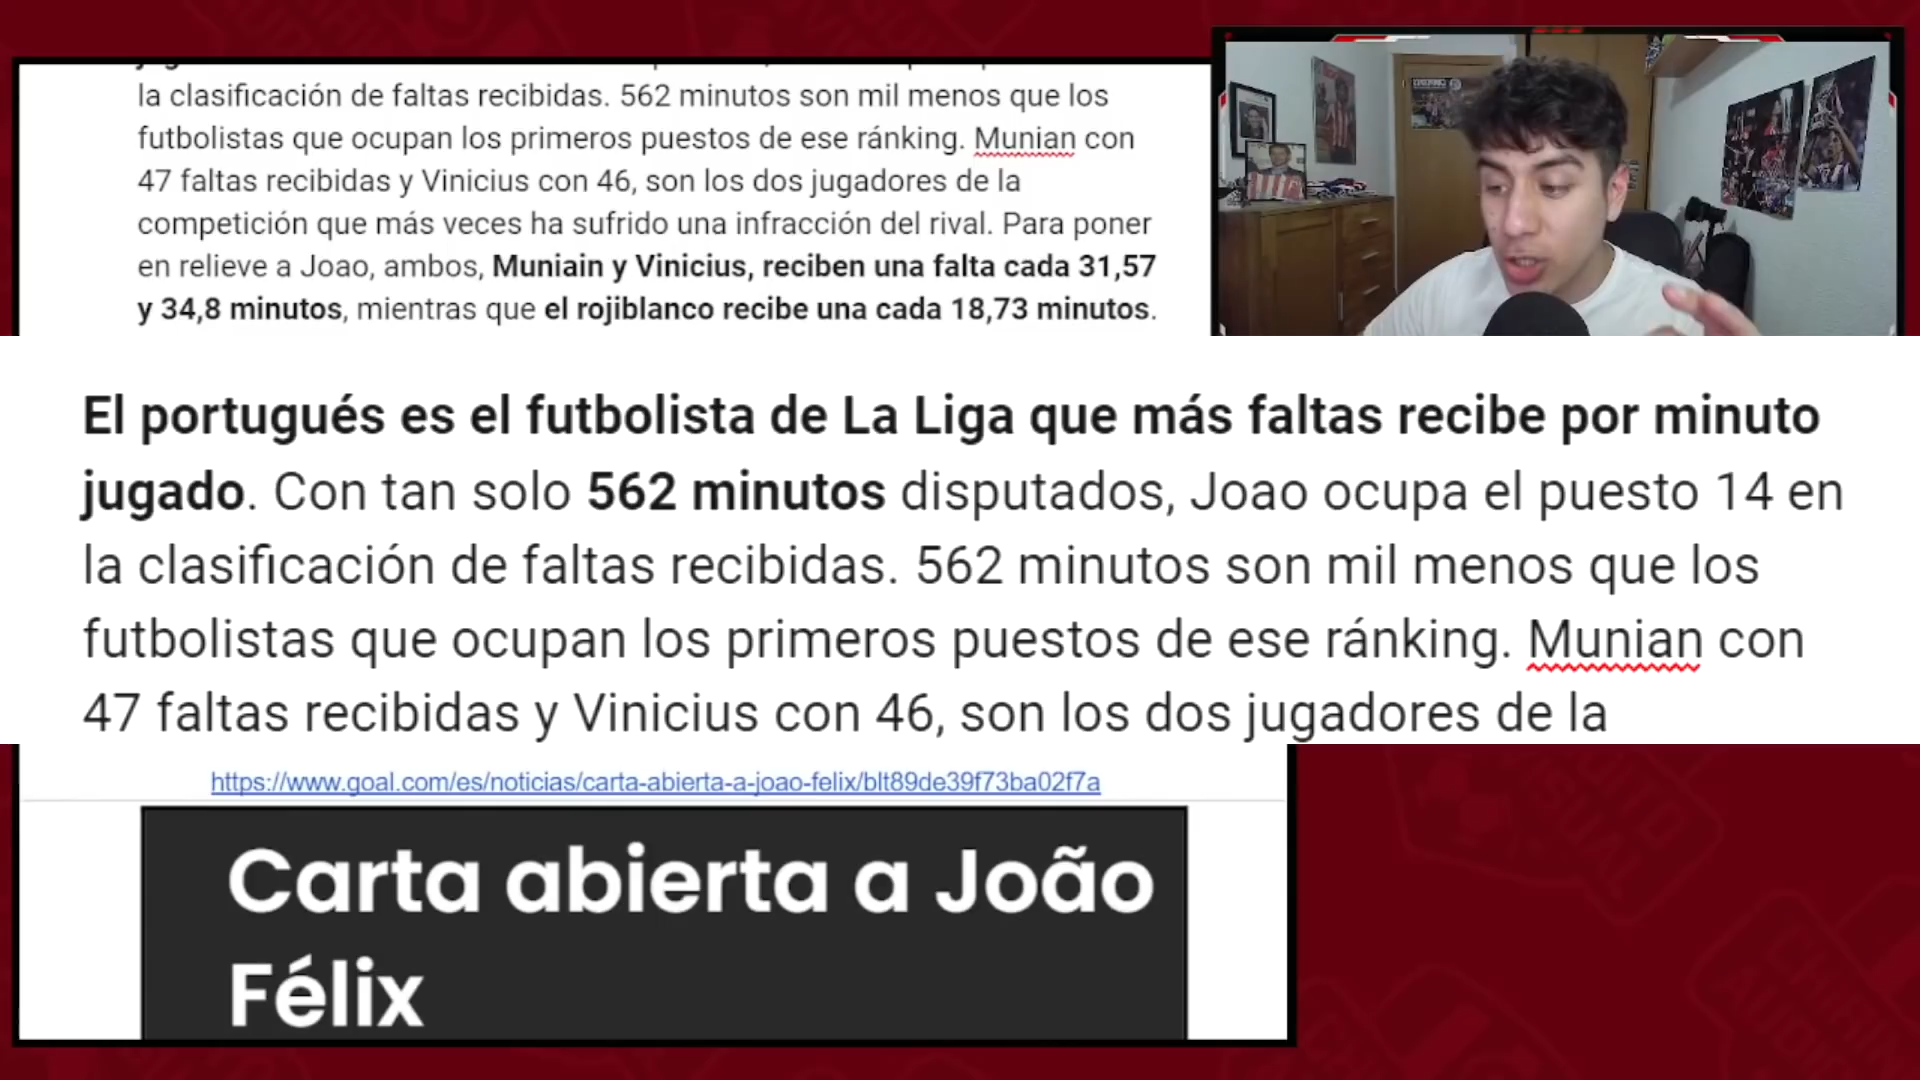 la clasificación de faltas recibidas. 562 minutos son mil menos que los
futbolistas que ocupan los primeros puestos de ese ránking. Munian con
47 faltas recibidas y Vinicius con 46, son los dos jugadores de la
competición que más veces ha sufrido una infracción del rival. Para poner
en relieve a Joao, ambos, Muniain y Vinicius, reciben una falta cada 31,57
y 34,8 minutos, mientras que el rojiblanco recibe una cada 18,73 minutos.
El portugués es el futbolista de La Liga que más faltas recibe por minuto
jugado. Con tan solo 562 minutos disputados, Joao ocupa el puesto 14 en
la clasificación de faltas recibidas. 562 minutos son mil menos que los
futbolistas que ocupan los primeros puestos de ese ránking. Munian con
47 faltas recibidas y Vinicius con 46, son los dos jugadores de la
https://www.goal.com/es/noticias/carta-abierta-a-joao-felix/blt89de39f73ba02f7a
Carta abierta a João
Félix